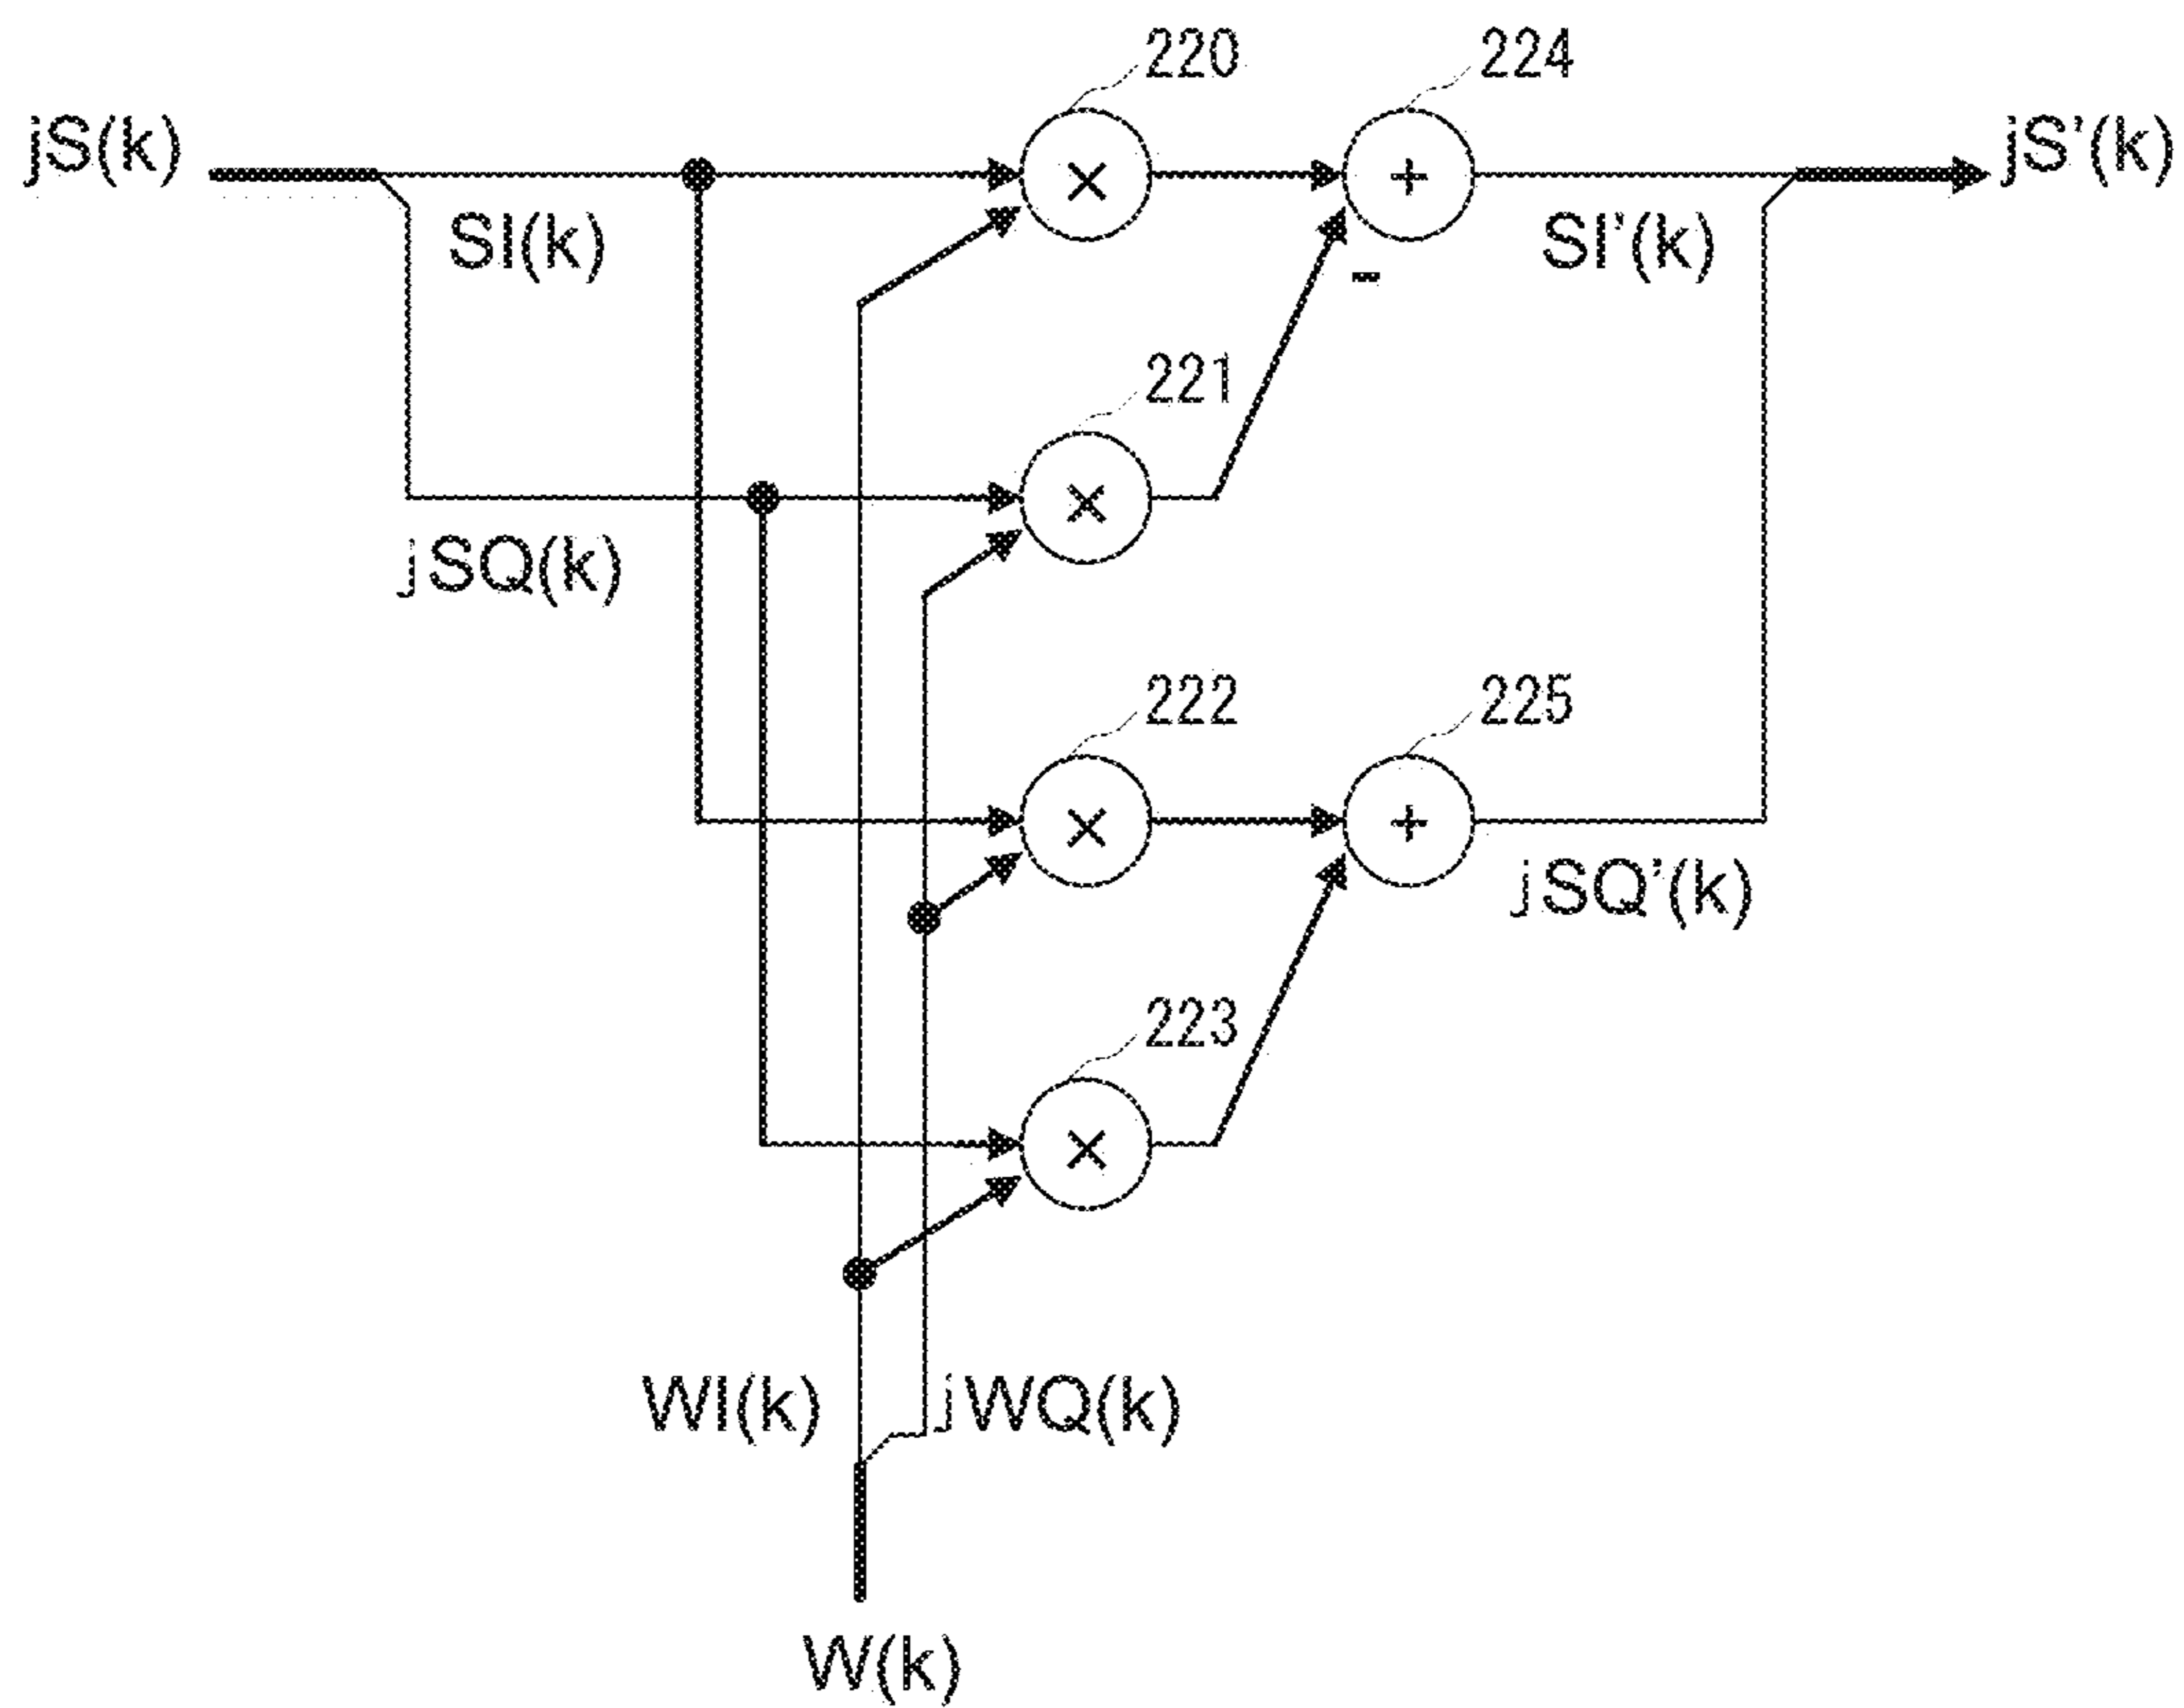 220
224
jS(k)
×
+
jS'(k)
SI(k)
-
SI'(k)
221
×
jSQ(k)
222
225
×
+
jSQ'(k)
223
×
WI(k)
jWQ(k)
W(k)